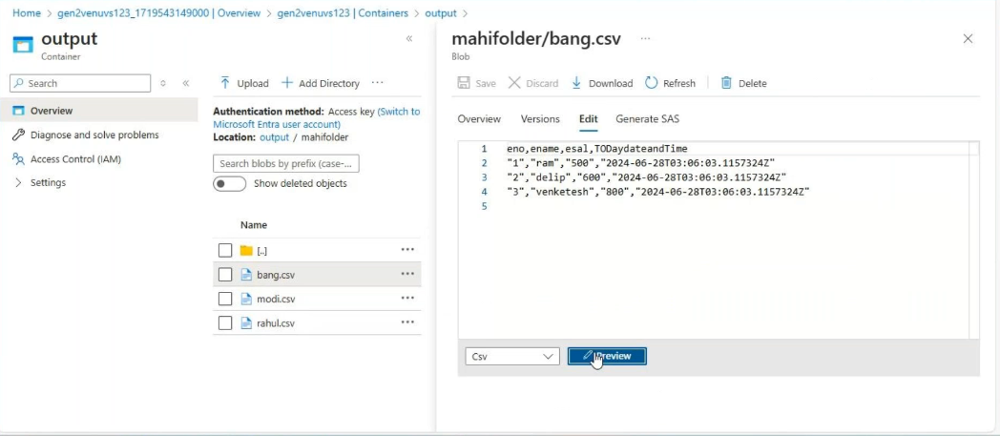 Home > gen2venuvs123_1719543149000 | Overview > gen2venuvs123 | Containers > output >
output
Container
Search
Overview
Diagnose and solve problems
Access Control (IAM)
Settings
Upload
Add Directory
Authentication method: Access key (Switch to
Microsoft Entra user account)
Location: output / mahifolder
Search blobs by prefix (case-...
Show deleted objects
Name
[..]
bang.csv
modi.csv
rahul.csv
mahifolder/bang.csv
Blob
Save Discard Download Refresh Delete
Overview Versions Edit Generate SAS
1 eno,ename,esal,TODaydateandTime
2 "1","ram","500","2024-06-28T03:06:03.1157324Z"
3 "2","delip","600","2024-06-28T03:06:03.1157324Z"
4 "3","venketesh","800","2024-06-28T03:06:03.1157324Z"
5
Csv
Preview